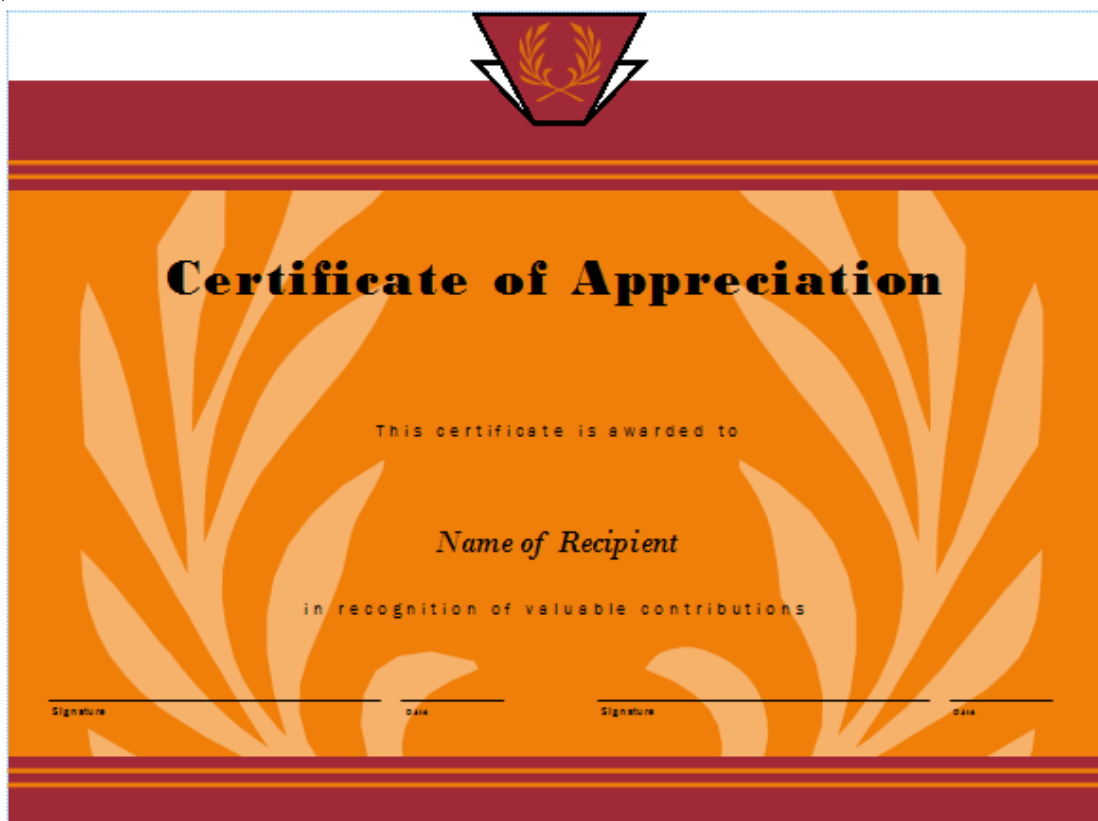 Certificate of Appreciation
This certificate is awarded to
Name of Recipient
in recognition of valuable contributions
Signature Date Signature Date